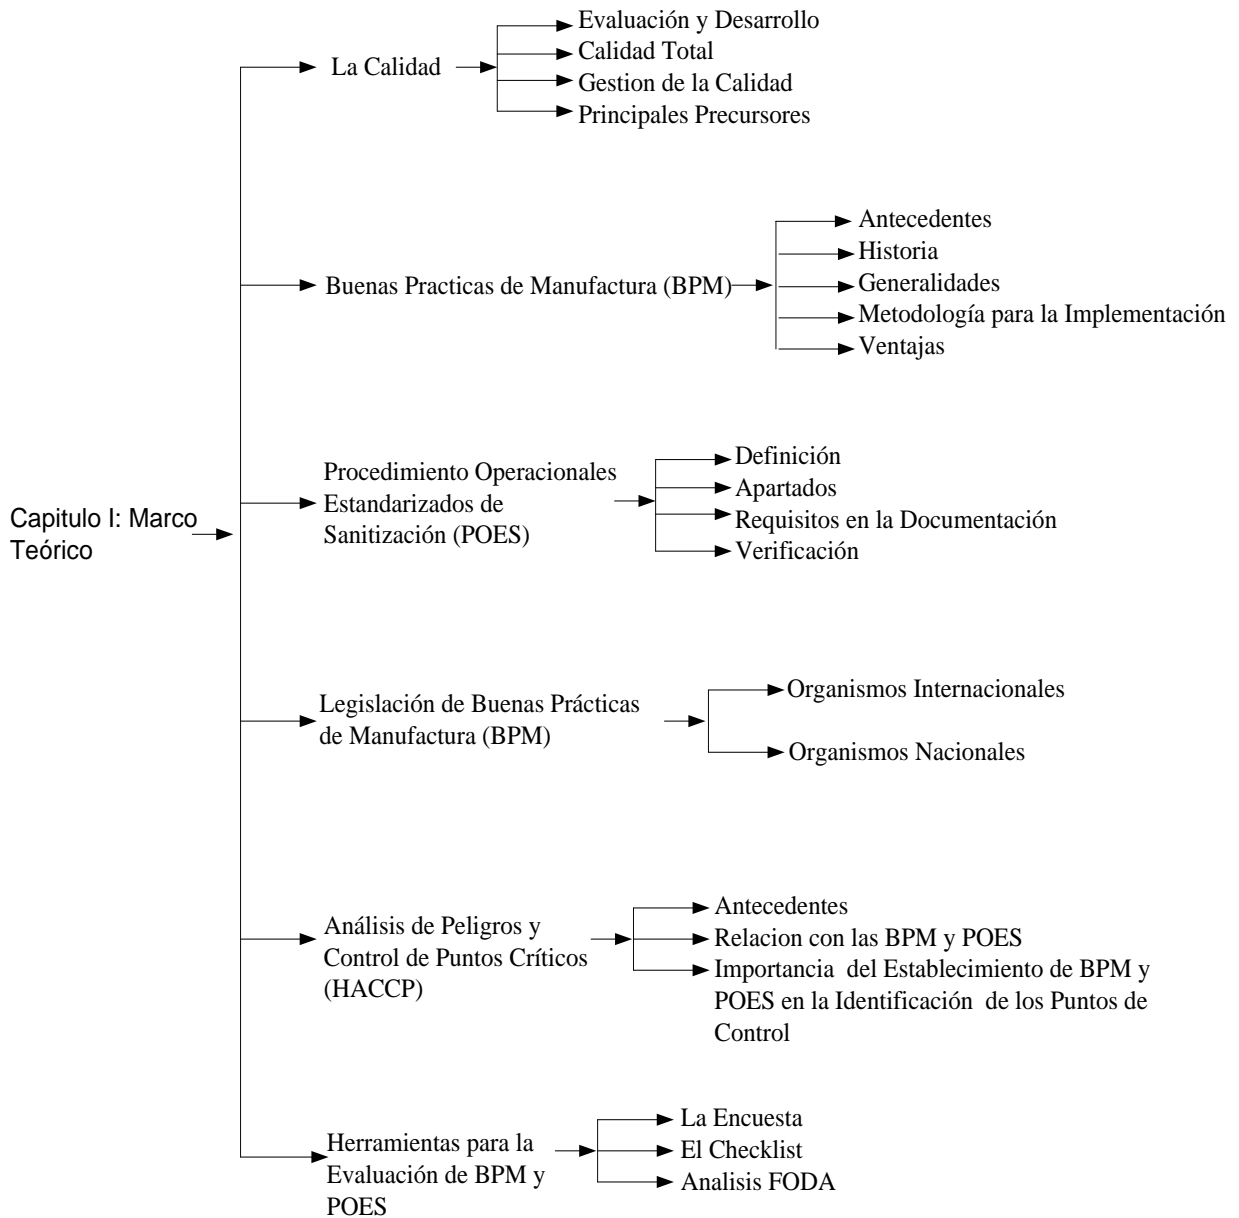 Capitulo I: Marco
Teórico
La Calidad
Evaluación y Desarrollo
Calidad Total
Gestion de la Calidad
Principales Precursores
Buenas Practicas de Manufactura (BPM)
Antecedentes
Historia
Generalidades
Metodología para la Implementación
Ventajas
Procedimiento Operacionales
Estandarizados de
Sanitización (POES)
Definición
Apartados
Requisitos en la Documentación
Verificación
Legislación de Buenas Prácticas
de Manufactura (BPM)
Organismos Internacionales
Organismos Nacionales
Análisis de Peligros y
Control de Puntos Críticos
(HACCP)
Antecedentes
Relacion con las BPM y POES
Importancia del Establecimiento de BPM y
POES en la Identificación de los Puntos de
Control
Herramientas para la
Evaluación de BPM y
POES
La Encuesta
El Checklist
Analisis FODA